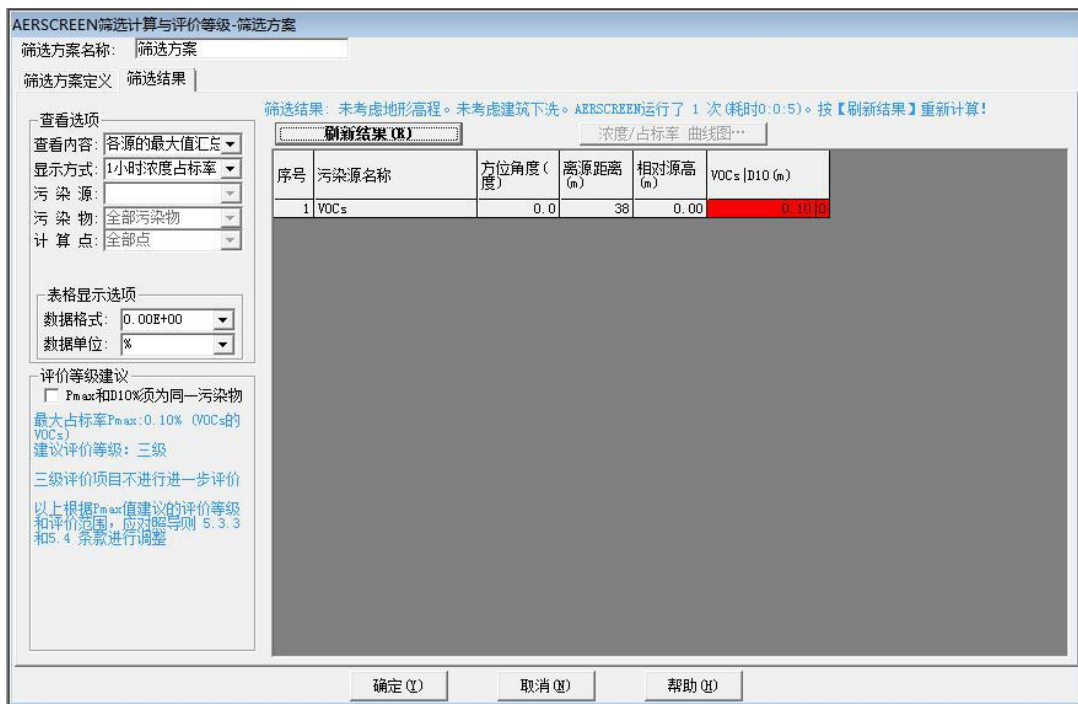 AERSCREEN筛选计算与评价等级-筛选方案
筛选方案名称: 筛选方案
筛选方案定义 筛选结果
筛选结果: 未考虑地形高程。未考虑建筑下洗。AERSCREEN运行了 1 次(耗时0:0:5)。按【刷新结果】重新计算!
刷新结果(R) 浓度/占标率 曲线图…
查看选项
查看内容: 各源的最大值汇总
显示方式: 1小时浓度占标率
污 染 源:
污 染 物: 全部污染物
计 算 点: 全部点
序号 污染源名称 方位角度(度) 离源距离(m) 相对源高(m) VOCs|D10(m)
1 VOCs 0.0 38 0.00 0.10|0
表格显示选项
数据格式: 0.00E+00
数据单位: %
评价等级建议
Pmax和D10%须为同一污染物
最大占标率Pmax:0.10% (VOCs的
VOCs)
建议评价等级: 三级
三级评价项目不进行进一步评价
以上根据Pmax值建议的评价等级
和评价范围, 应对照导则 5.3.3
和5.4 条款进行调整
确定(Y) 取消(N) 帮助(H)